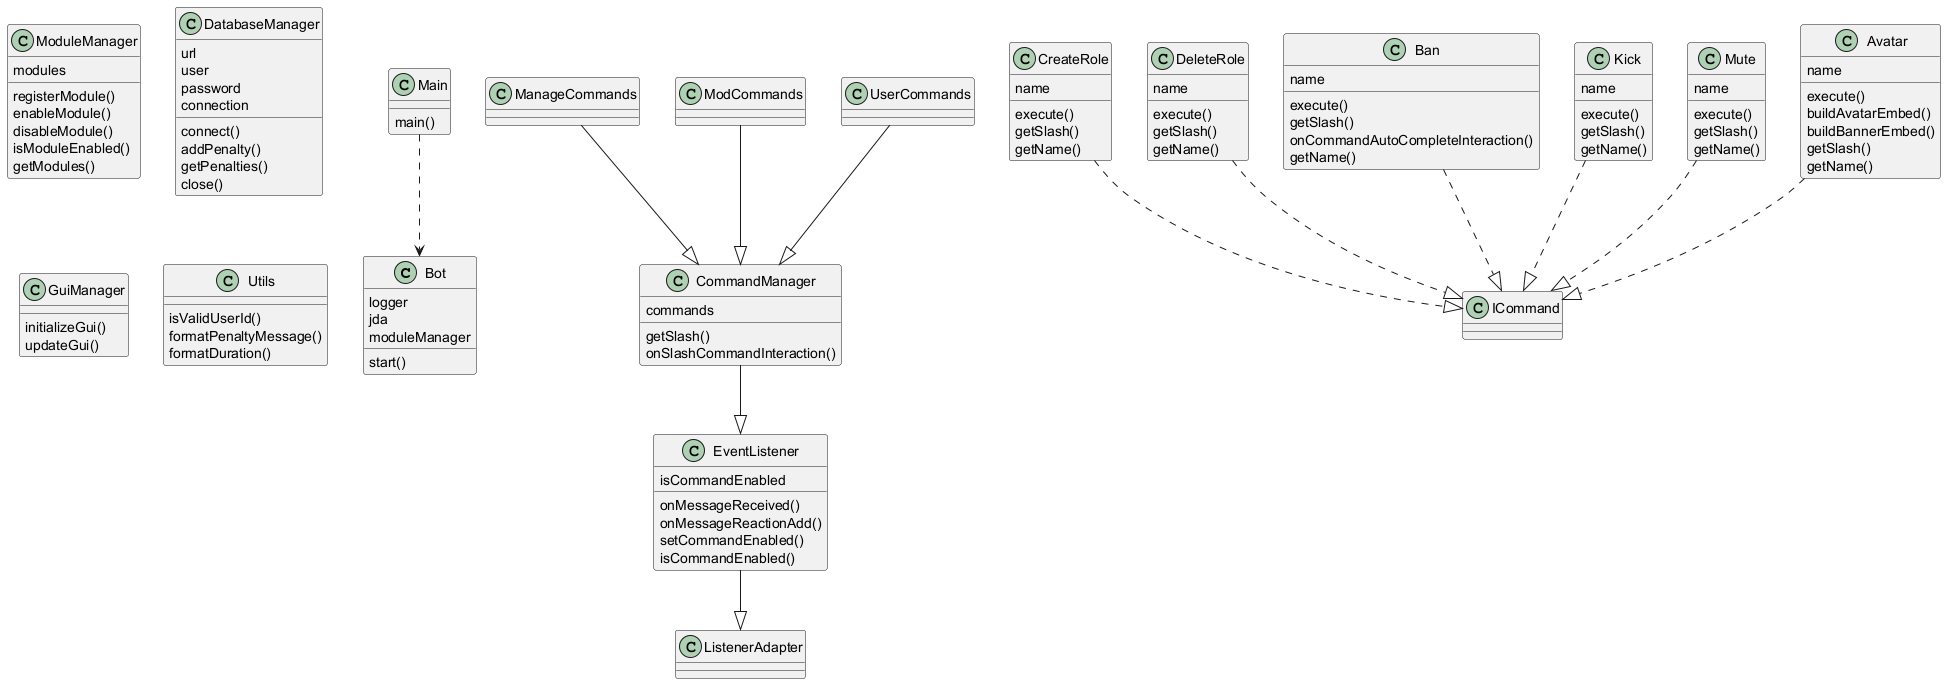 C ModuleManager
modules
registerModule()
enableModule()
disableModule()
isModuleEnabled()
getModules()
C DatabaseManager
url
user
password
connection
connect()
addPenalty()
getPenalties()
close()
C Main
main()
C ManageCommands
C ModCommands
C UserCommands
C CreateRole
name
execute()
getSlash()
getName()
C DeleteRole
name
execute()
getSlash()
getName()
C Ban
name
execute()
getSlash()
onCommandAutoCompleteInteraction()
getName()
C Kick
name
execute()
getSlash()
getName()
C Mute
name
execute()
getSlash()
getName()
C Avatar
name
execute()
buildAvatarEmbed()
buildBannerEmbed()
getSlash()
getName()
C GuiManager
initializeGui()
updateGui()
C Utils
isValidUserId()
formatPenaltyMessage()
formatDuration()
C Bot
logger
jda
moduleManager
start()
C CommandManager
commands
getSlash()
onSlashCommandInteraction()
C ICommand
C EventListener
isCommandEnabled
onMessageReceived()
onMessageReactionAdd()
setCommandEnabled()
isCommandEnabled()
C ListenerAdapter